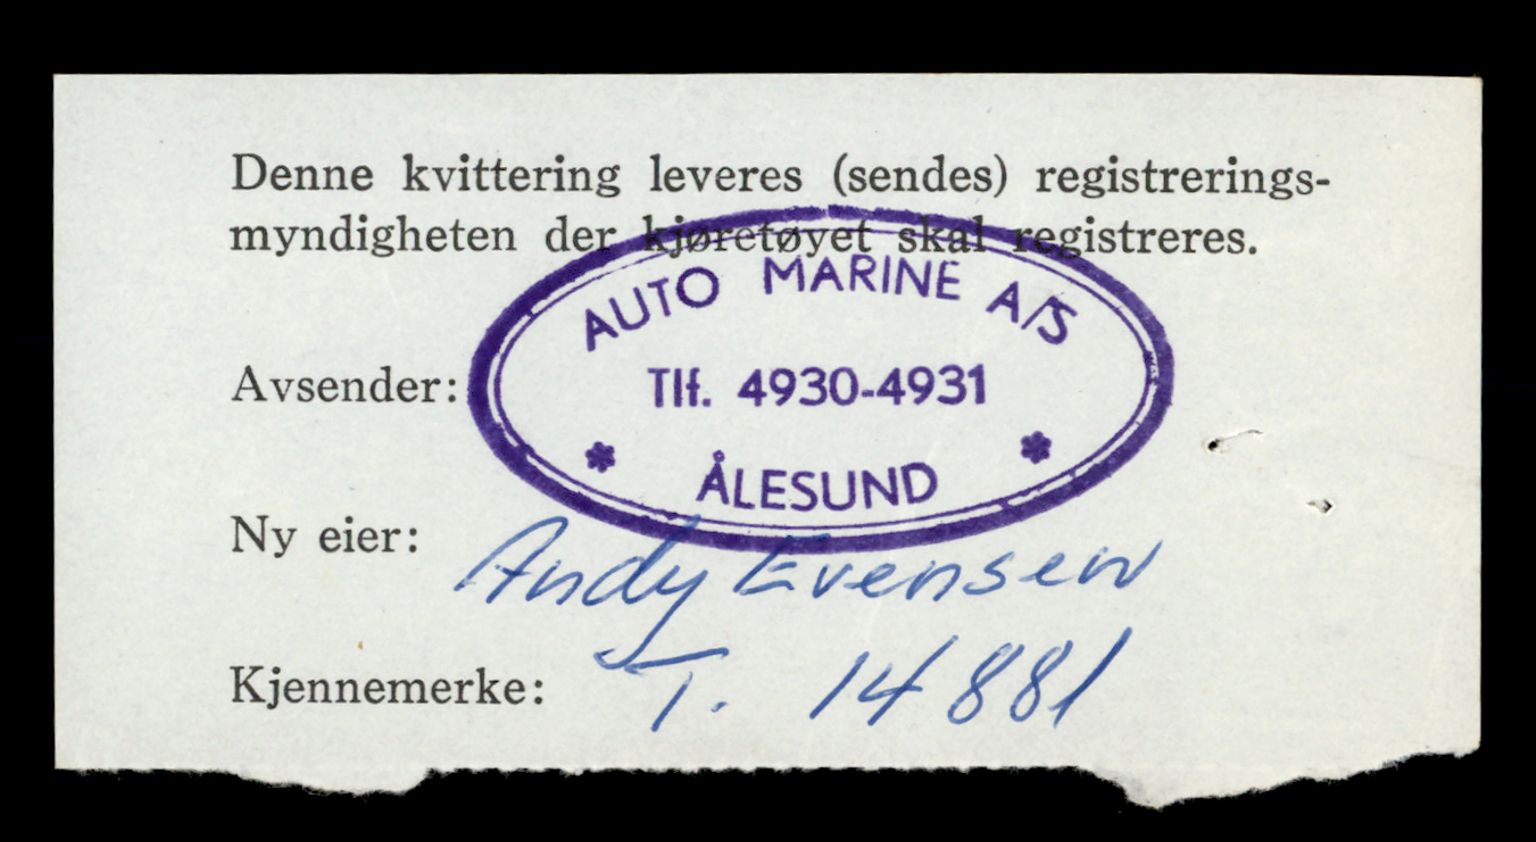 Denne kvittering leveres (sendes) registrerings-
myndigheten der kjøretøyet skal registreres.
AUTO MARINE A/S
Avsender:
Tlf. 4930-4931
* ÅLESUND *
Ny eier: Andy Evensen
Kjennemerke: T. 14881